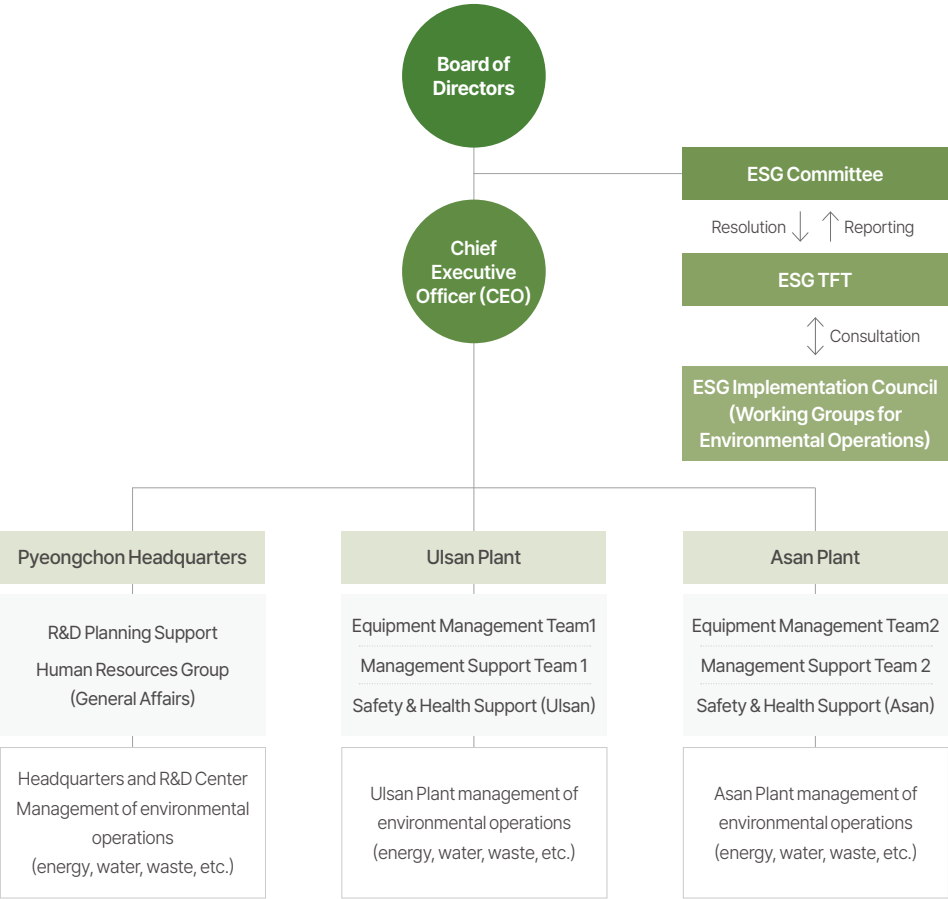 Board of
Directors
ESG Committee
Resolution
Reporting
Chief
Executive
Officer (CEO)
ESG TFT
Consultation
ESG Implementation Council
(Working Groups for
Environmental Operations)
Pyeongchon Headquarters
R&D Planning Support
Human Resources Group
(General Affairs)
Headquarters and R&D Center
Management of environmental
operations
(energy, water, waste, etc.)
Ulsan Plant
Equipment Management Team1
Management Support Team 1
Safety & Health Support (Ulsan)
Ulsan Plant management of
environmental operations
(energy, water, waste, etc.)
Asan Plant
Equipment Management Team2
Management Support Team 2
Safety & Health Support (Asan)
Asan Plant management of
environmental operations
(energy, water, waste, etc.)